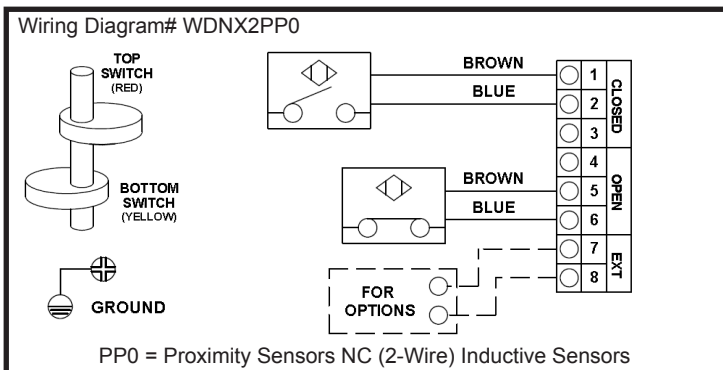 Wiring Diagram# WDNX2PP0
TOP
SWITCH
(RED)
BOTTOM
SWITCH
(YELLOW)
GROUND
BROWN
BLUE
BROWN
BLUE
FOR
OPTIONS
1
2
3
4
5
6
7
8
CLOSED
OPEN
EXT
PP0 = Proximity Sensors NC (2-Wire) Inductive Sensors